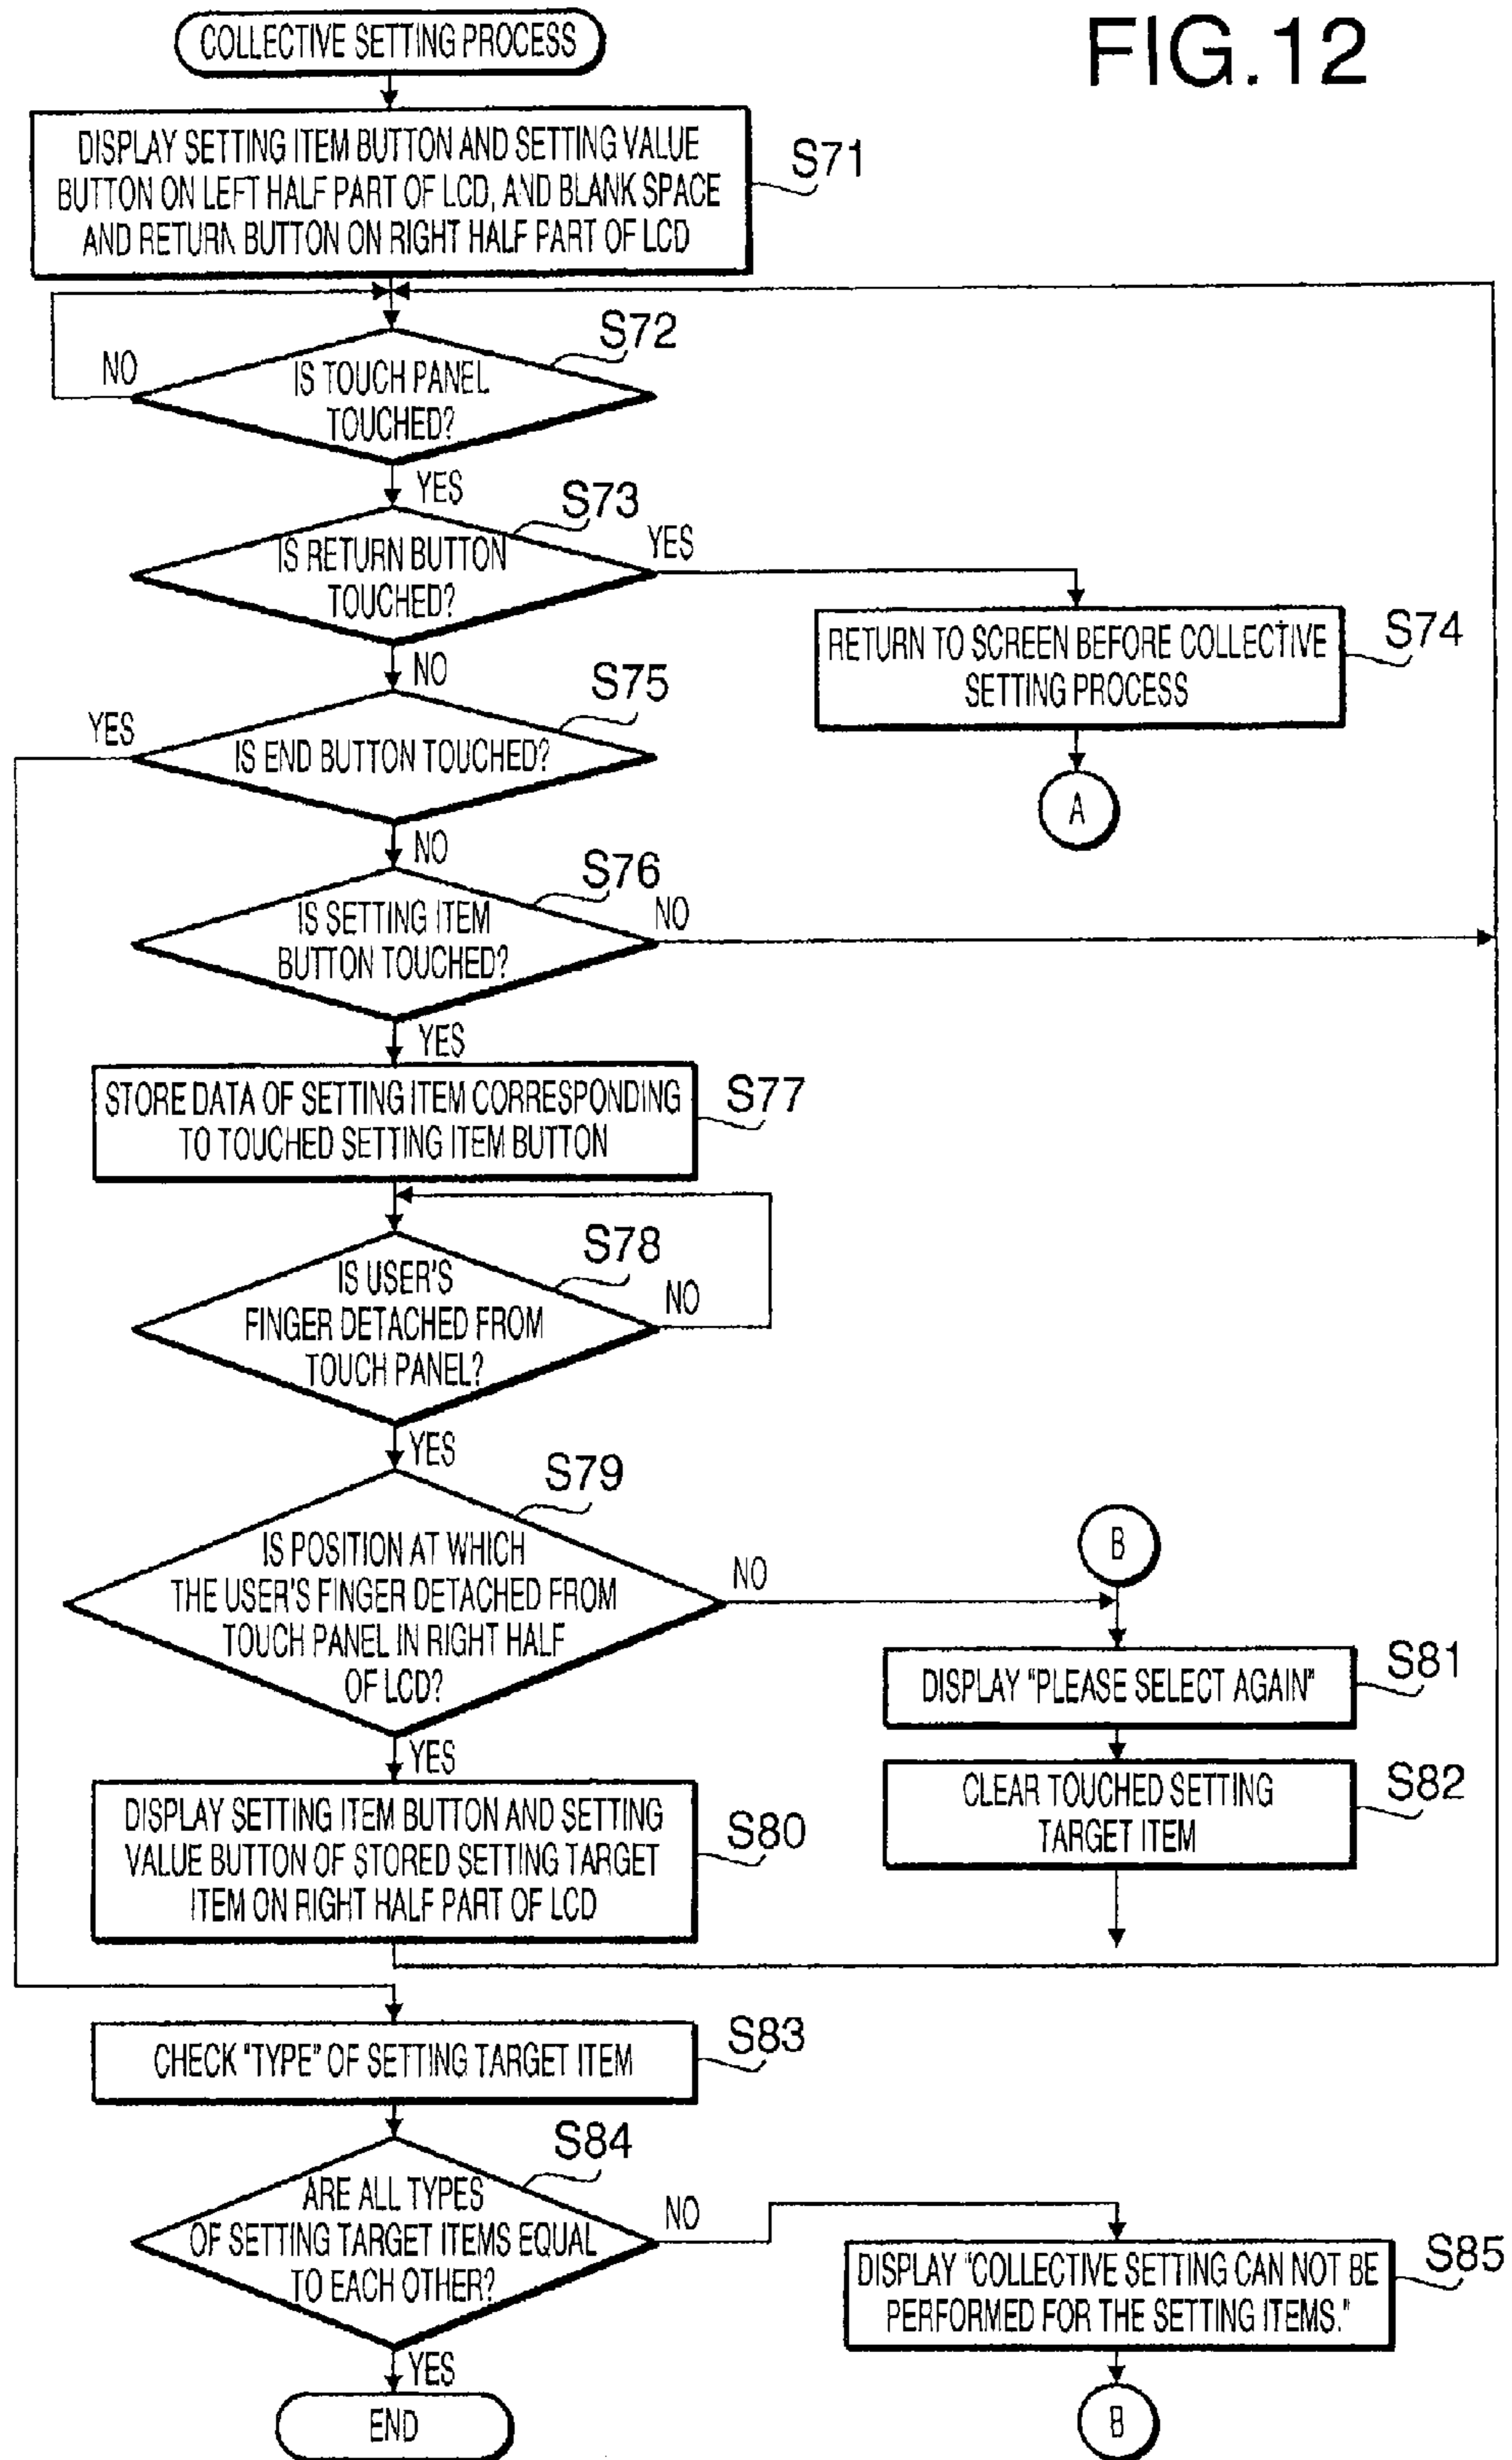 FIG.12
COLLECTIVE SETTING PROCESS
DISPLAY SETTING ITEM BUTTON AND SETTING VALUE
BUTTON ON LEFT HALF PART OF LCD, AND BLANK SPACE
AND RETURN BUTTON ON RIGHT HALF PART OF LCD
S71
S72
NO
IS TOUCH PANEL
TOUCHED?
YES
S73
IS RETURN BUTTON
TOUCHED?
YES
NO
RETURN TO SCREEN BEFORE COLLECTIVE
SETTING PROCESS
S74
A
S75
YES
IS END BUTTON TOUCHED?
NO
S76
IS SETTING ITEM
BUTTON TOUCHED?
NO
YES
STORE DATA OF SETTING ITEM CORRESPONDING
TO TOUCHED SETTING ITEM BUTTON
S77
S78
IS USER'S
FINGER DETACHED FROM
TOUCH PANEL?
NO
YES
S79
IS POSITION AT WHICH
THE USER'S FINGER DETACHED FROM
TOUCH PANEL IN RIGHT HALF
OF LCD?
NO
YES
B
DISPLAY "PLEASE SELECT AGAIN"
S81
CLEAR TOUCHED SETTING
TARGET ITEM
S82
DISPLAY SETTING ITEM BUTTON AND SETTING
VALUE BUTTON OF STORED SETTING TARGET
ITEM ON RIGHT HALF PART OF LCD
S80
CHECK "TYPE" OF SETTING TARGET ITEM
S83
S84
ARE ALL TYPES
OF SETTING TARGET ITEMS EQUAL
TO EACH OTHER?
NO
YES
DISPLAY "COLLECTIVE SETTING CAN NOT BE
PERFORMED FOR THE SETTING ITEMS."
S85
B
END